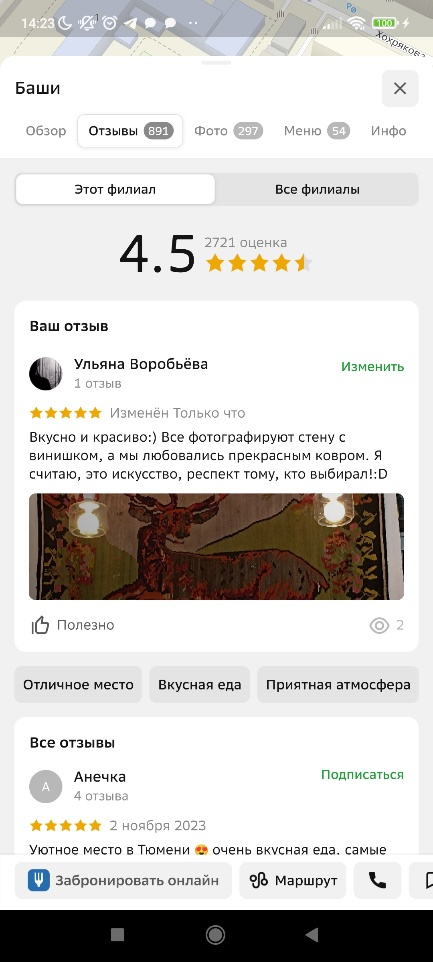 14:23
100
Хохрякова
Баши
Обзор Отзывы 891 Фото 297 Меню 54 Инфо
Этот филиал Все филиалы
4.5
2721 оценка
Ваш отзыв
Ульяна Воробьёва
1 отзыв
Изменить
Изменён Только что
Вкусно и красиво:) Все фотографируют стену с
винишком, а мы любовались прекрасным ковром. Я
считаю, это искусство, респект тому, кто выбирал!:D
Полезно 2
Отличное место Вкусная еда Приятная атмосфера
Все отзывы
А
Анечка
4 отзыва
Подписаться
2 ноября 2023
Уютное место в Тюмени 😍 очень вкусная еда, самые
Забронировать онлайн Маршрут